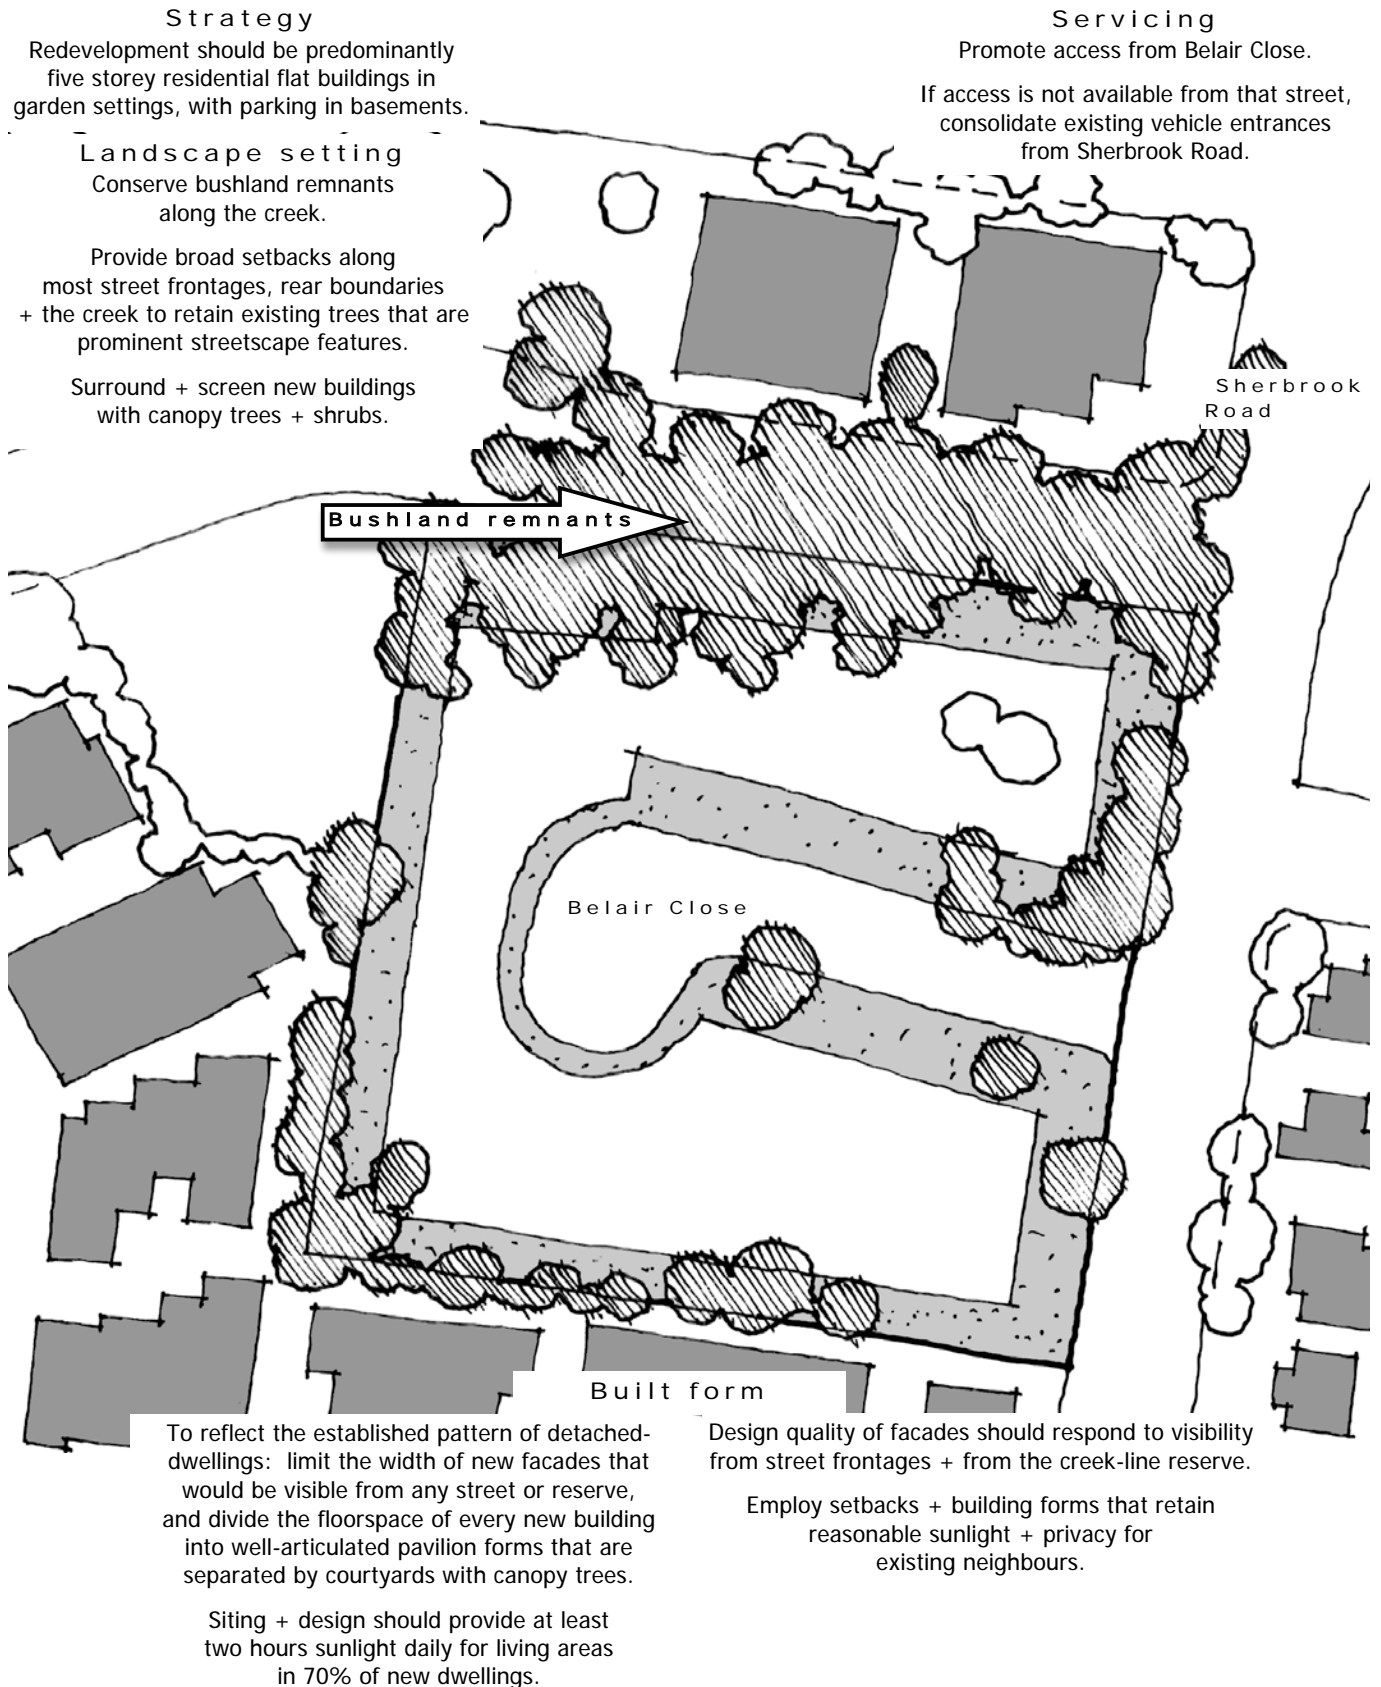 Strategy
Redevelopment should be predominantly
five storey residential flat buildings in
garden settings, with parking in basements.
Landscape setting
Conserve bushland remnants
along the creek.
Provide broad setbacks along
most street frontages, rear boundaries
+ the creek to retain existing trees that are
prominent streetscape features.
Surround + screen new buildings
with canopy trees + shrubs.
Servicing
Promote access from Belair Close.
If access is not available from that street,
consolidate existing vehicle entrances
from Sherbrook Road.
Sherbrook
Road
Bushland remnants
Belair Close
Built form
To reflect the established pattern of detached-
dwellings: limit the width of new facades that
would be visible from any street or reserve,
and divide the floorspace of every new building
into well-articulated pavilion forms that are
separated by courtyards with canopy trees.
Siting + design should provide at least
two hours sunlight daily for living areas
in 70% of new dwellings.
Design quality of facades should respond to visibility
from street frontages + from the creek-line reserve.
Employ setbacks + building forms that retain
reasonable sunlight + privacy for
existing neighbours.